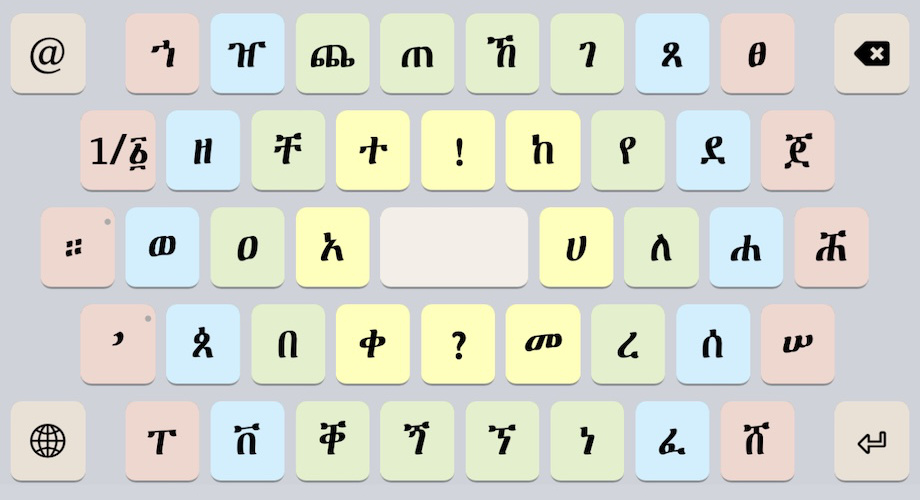 @ ኀ ዠ ጨ ጠ ኸ ገ ጸ ፀ
1/፩ ዘ ቸ ተ ! ከ የ ደ ጀ
። ወ ዐ አ ሀ ለ ሐ
’ ጰ በ ቀ ? መ ረ ሰ ሠ
ፐ ቨ ቐ ጘ ኘ ነ ፈ ሸ